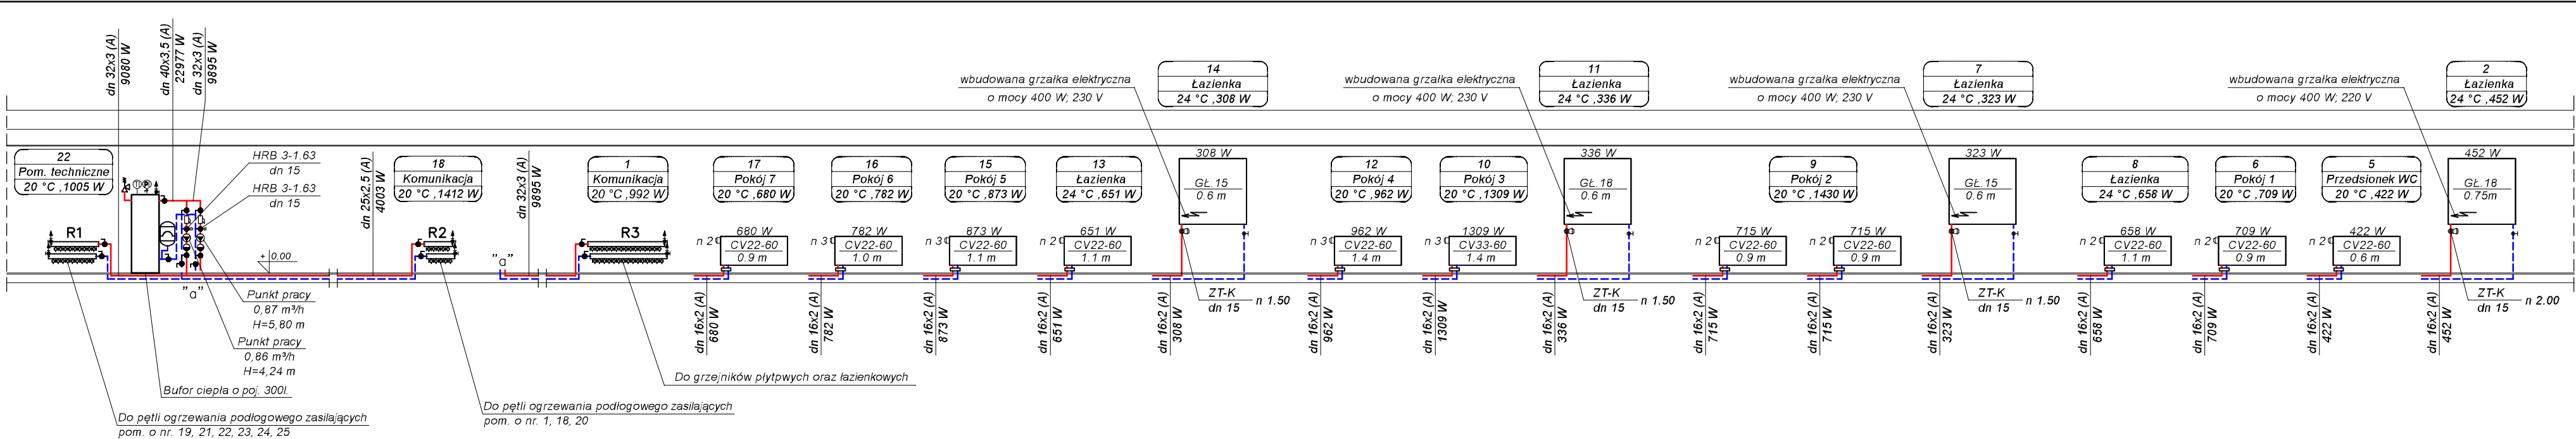 dn 32x3 (A)
9080 W
dn 40x3,5 (A)
22977 W
dn 32x3 (A)
9895 W
wbudowana grzałka elektryczna
o mocy 400 W; 230 V
14
Łazienka
24 °C ,308 W
wbudowana grzałka elektryczna
o mocy 400 W; 230 V
11
Łazienka
24 °C ,336 W
wbudowana grzałka elektryczna
o mocy 400 W; 230 V
7
Łazienka
24 °C ,323 W
wbudowana grzałka elektryczna
o mocy 400 W; 220 V
2
Łazienka
24 °C ,452 W
22
Pom. techniczne
20 °C ,1005 W
HRB 3-1.63
dn 15
HRB 3-1.63
dn 15
dn 25x2,5 (A)
4003 W
18
Komunikacja
20 °C ,1412 W
dn 32x3 (A)
9895 W
1
Komunikacja
20 °C ,992 W
17
Pokój 7
20 °C ,680 W
16
Pokój 6
20 °C ,782 W
15
Pokój 5
20 °C ,873 W
13
Łazienka
24 °C ,651 W
308 W
GŁ.15
0.6 m
12
Pokój 4
20 °C ,962 W
10
Pokój 3
20 °C ,1309 W
336 W
GŁ.18
0.6 m
9
Pokój 2
20 °C ,1430 W
323 W
GŁ.15
0.6 m
8
Łazienka
24 °C ,658 W
6
Pokój 1
20 °C ,709 W
5
Przedsionek WC
20 °C ,422 W
452 W
GŁ.18
0.75m
R1
+ 0,00
R2
"a"
R3
n 2
680 W
CV22-60
0.9 m
n 3
782 W
CV22-60
1.0 m
n 3
873 W
CV22-60
1.1 m
n 2
651 W
CV22-60
1.1 m
n 3
962 W
CV22-60
1.4 m
n 3
1309 W
CV33-60
1.4 m
n 2
715 W
CV22-60
0.9 m
n 2
715 W
CV22-60
0.9 m
n 2
658 W
CV22-60
1.1 m
n 2
709 W
CV22-60
0.9 m
n 2
422 W
CV22-60
0.6 m
"a"
Punkt pracy
0,87 m³/h
H=5,80 m
Punkt pracy
0,86 m³/h
H=4,24 m
Bufor ciepła o poj. 300l.
Do pętli ogrzewania podłogowego zasilających
pom. o nr. 19, 21, 22, 23, 24, 25
Do pętli ogrzewania podłogowego zasilających
pom. o nr. 1, 18, 20
Do grzejników płytpwych oraz łazienkowych
dn 16x2 (A)
680 W
dn 16x2 (A)
782 W
dn 16x2 (A)
873 W
dn 16x2 (A)
651 W
dn 16x2 (A)
308 W
ZT-K
dn 15
n 1.50
dn 16x2 (A)
962 W
dn 16x2 (A)
1309 W
dn 16x2 (A)
336 W
ZT-K
dn 15
n 1.50
dn 16x2 (A)
715 W
dn 16x2 (A)
715 W
dn 16x2 (A)
323 W
ZT-K
dn 15
n 1.50
dn 16x2 (A)
658 W
dn 16x2 (A)
709 W
dn 16x2 (A)
422 W
dn 16x2 (A)
452 W
ZT-K
dn 15
n 2.00